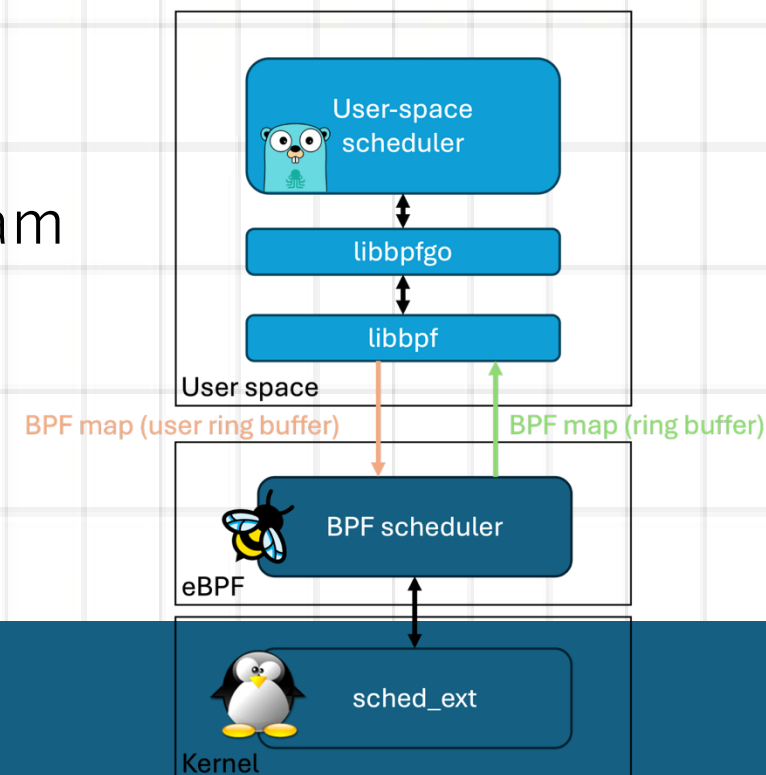 User-space
scheduler
am
libbpfgo
libbpf
User space
BPF map (user ring buffer)
BPF map (ring buffer)
BPF scheduler
eBPF
sched_ext
Kernel